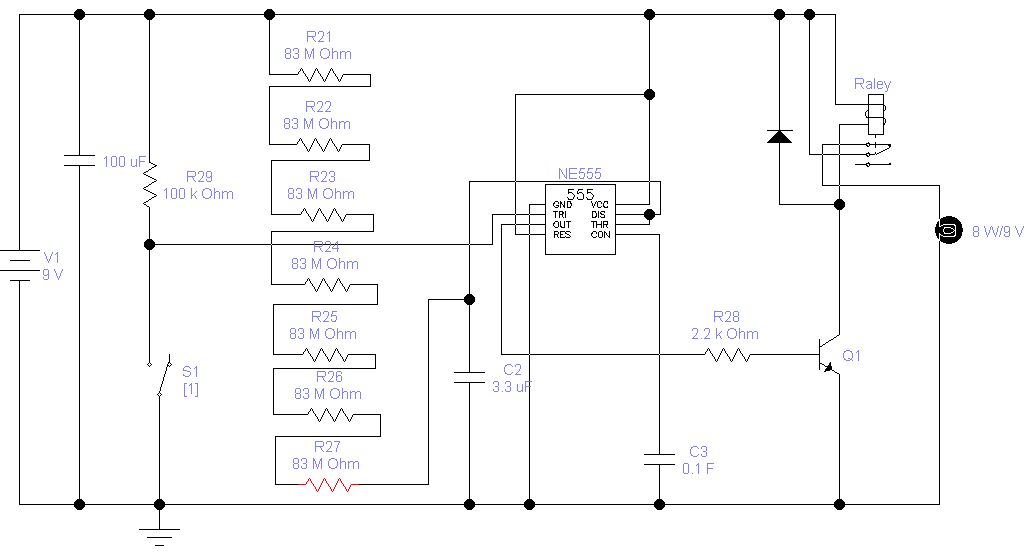 R21
83 M Ohm
Raley
R22
83 M Ohm
100 uF
R29
100 k Ohm
R23
83 M Ohm
NE555
555
GND VCC
TRI DIS
OUT THR
RES CON
8 W/9 V
R24
83 M Ohm
V1
9 V
R25
83 M Ohm
R28
2.2 k Ohm
Q1
S1
[1]
R26
83 M Ohm
C2
3.3 uF
R27
83 M Ohm
C3
0.1 F